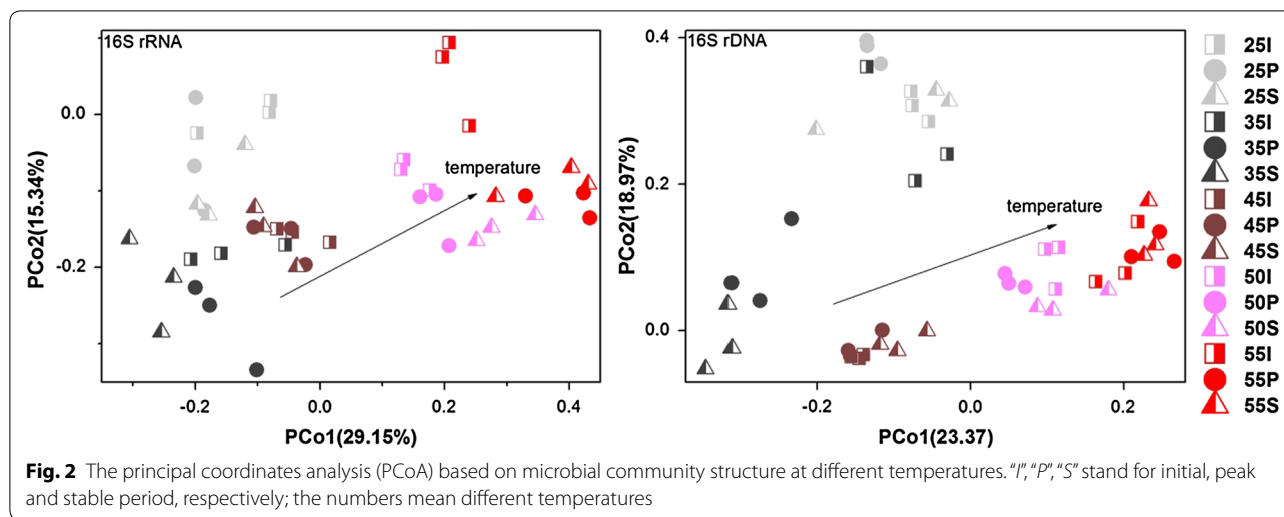 16S rRNA
0.0
-0.2
PCo2(15.34%)
temperature
-0.2 0.0 0.2 0.4
PCo1(29.15%)
16S rDNA
0.4
0.2
0.0
PCo2(18.97%)
temperature
-0.2 0.0 0.2
PCo1(23.37)
25I
25P
25S
35I
35P
35S
45I
45P
45S
50I
50P
50S
55I
55P
55S
Fig. 2 The principal coordinates analysis (PCoA) based on microbial community structure at different temperatures. “I”, “P”, “S” stand for initial, peak
and stable period, respectively; the numbers mean different temperatures